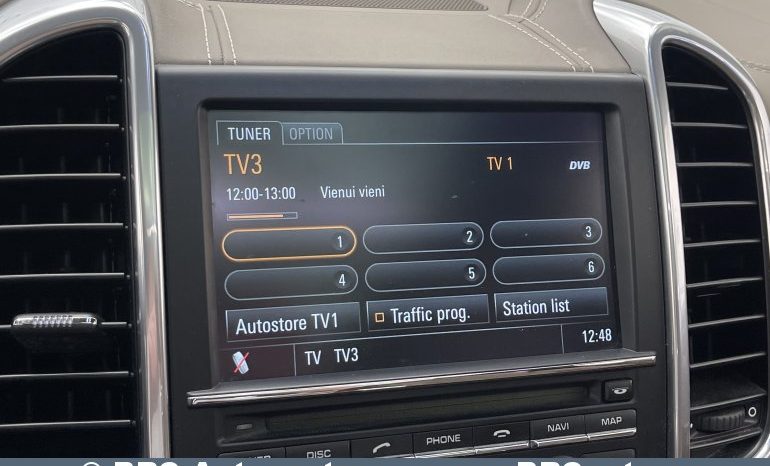 TUNER OPTION
TV3 TV 1 DVB
12:00-13:00 Vienui vieni
1 2 3
4 5 6
Autostore TV1 Traffic prog. Station list
TV TV3 12:48
DISC PHONE NAVI MAP